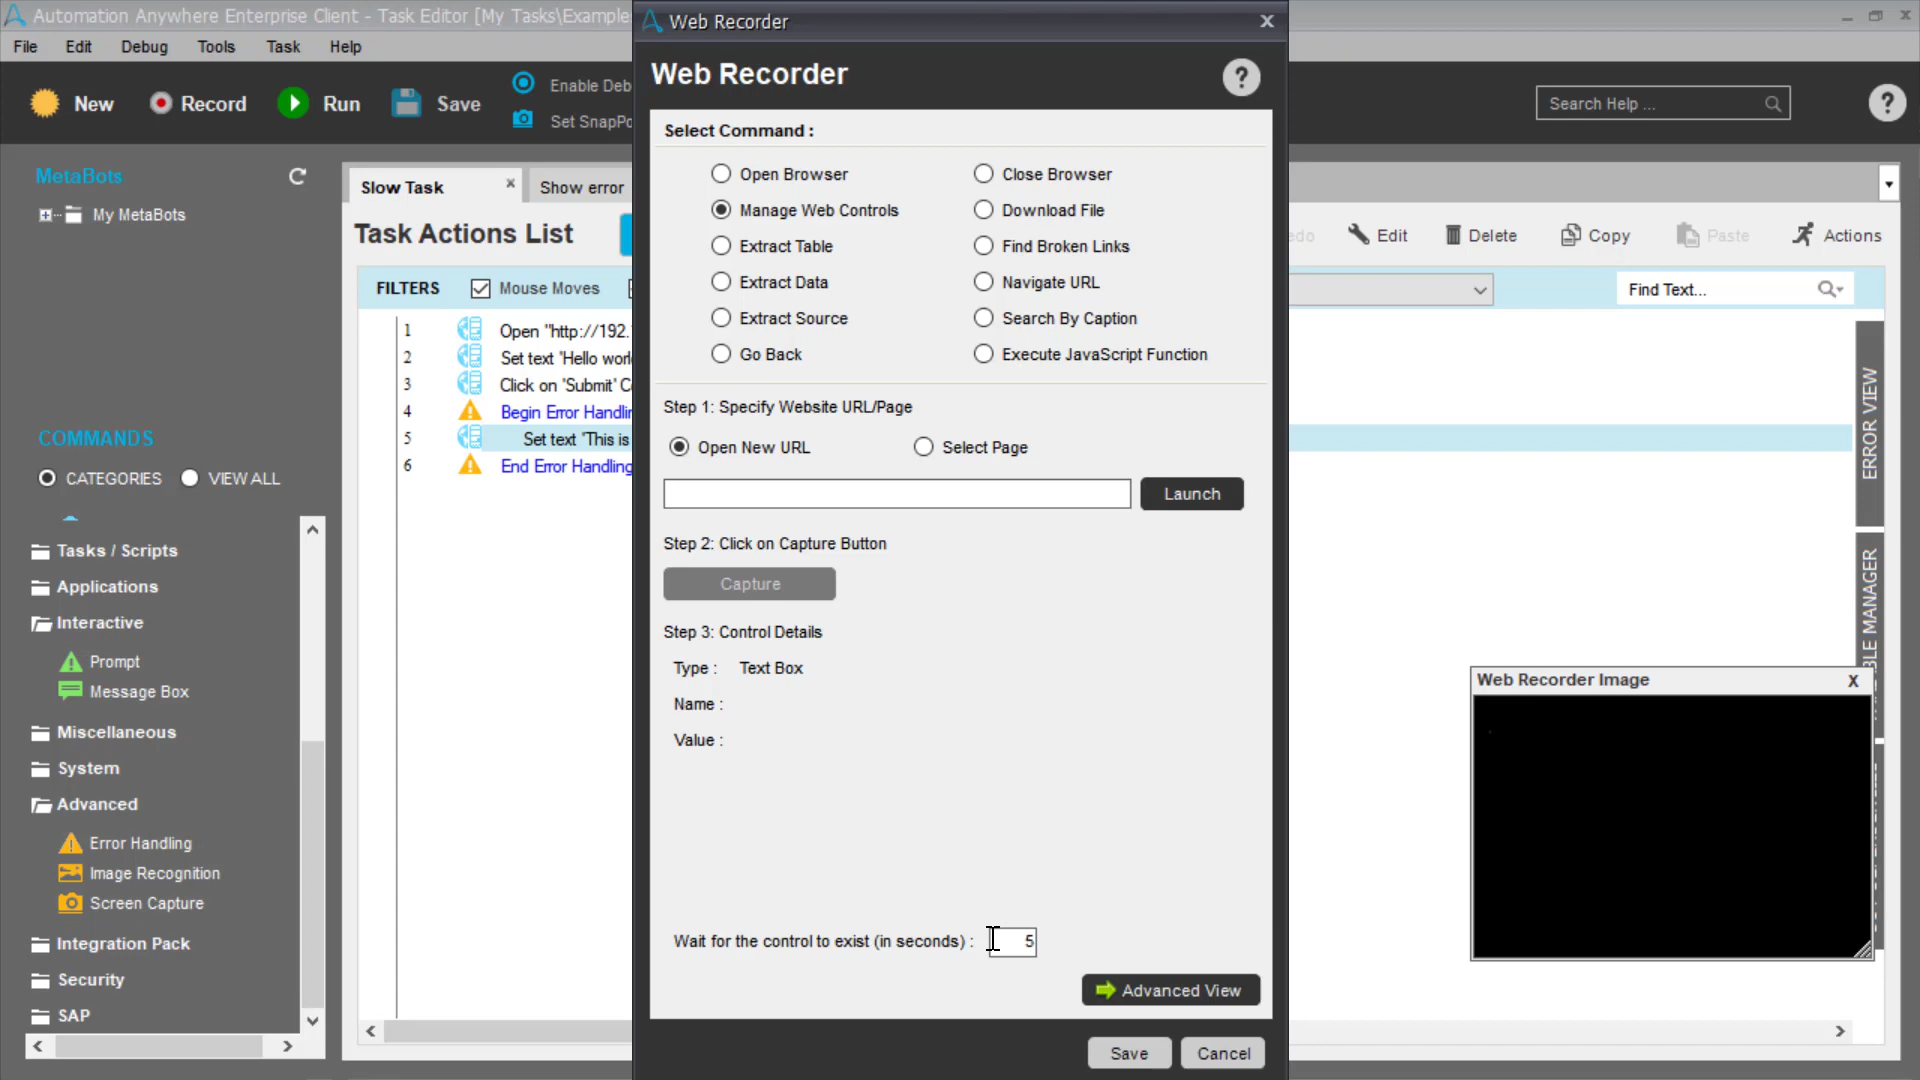 Automation Anywhere Enterprise Client - Task Editor [My Tasks\Example
File Edit Debug Tools Task Help
New Record Run Save
Enable Deb
Set SnapPo
Search Help ...
?
MetaBots
My MetaBots
COMMANDS
CATEGORIES VIEW ALL
Tasks / Scripts
Applications
Interactive
Prompt
Message Box
Miscellaneous
System
Advanced
Error Handling
Image Recognition
Screen Capture
Integration Pack
Security
SAP
Slow Task x Show error
Task Actions List
Edit Delete Copy Paste Actions
FILTERS Mouse Moves
Find Text...
1 Open "http://192.
2 Set text 'Hello worl
3 Click on 'Submit' C
4 Begin Error Handlin
5 Set text 'This is
6 End Error Handling
ERROR VIEW
BLE MANAGER
Web Recorder X
Web Recorder ?
Select Command :
Open Browser Close Browser
Manage Web Controls Download File
Extract Table Find Broken Links
Extract Data Navigate URL
Extract Source Search By Caption
Go Back Execute JavaScript Function
Step 1: Specify Website URL/Page
Open New URL Select Page
Launch
Step 2: Click on Capture Button
Capture
Step 3: Control Details
Type : Text Box
Name :
Value :
Wait for the control to exist (in seconds) : 5
Advanced View
Save Cancel
Web Recorder Image X